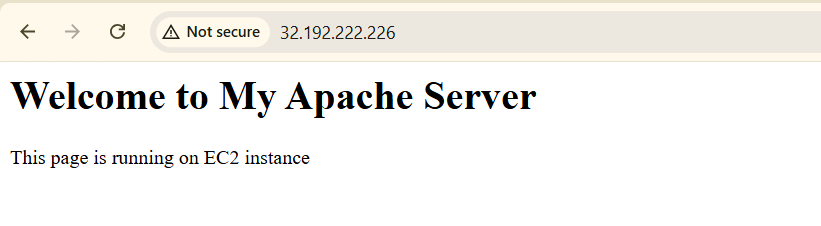 Not secure 32.192.222.226
Welcome to My Apache Server
This page is running on EC2 instance